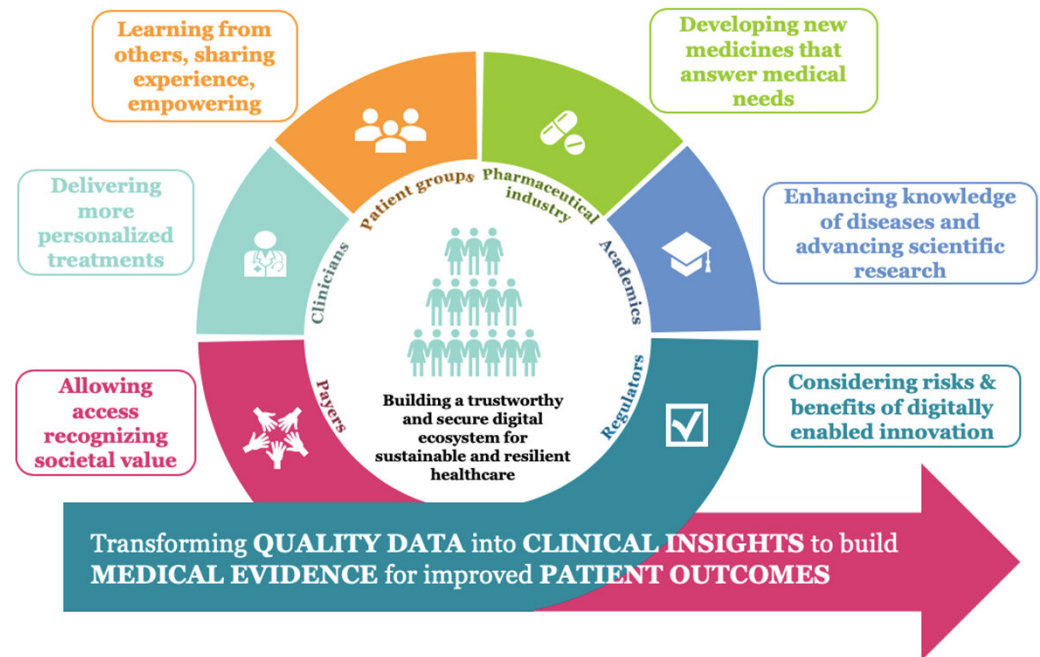 Learning from
others, sharing
experience,
empowering
Developing new
medicines that
answer medical
needs
Delivering
more
personalized
treatments
Enhancing knowledge
of diseases and
advancing scientific
research
Allowing
access
recognizing
societal value
Considering risks &
benefits of digitally
enabled innovation
Payers
Clinicians
Patient groups
Pharmaceutical
industry
Academics
Regulators
Building a trustworthy
and secure digital
ecosystem for
sustainable and resilient
healthcare
Transforming QUALITY DATA into CLINICAL INSIGHTS to build
MEDICAL EVIDENCE for improved PATIENT OUTCOMES